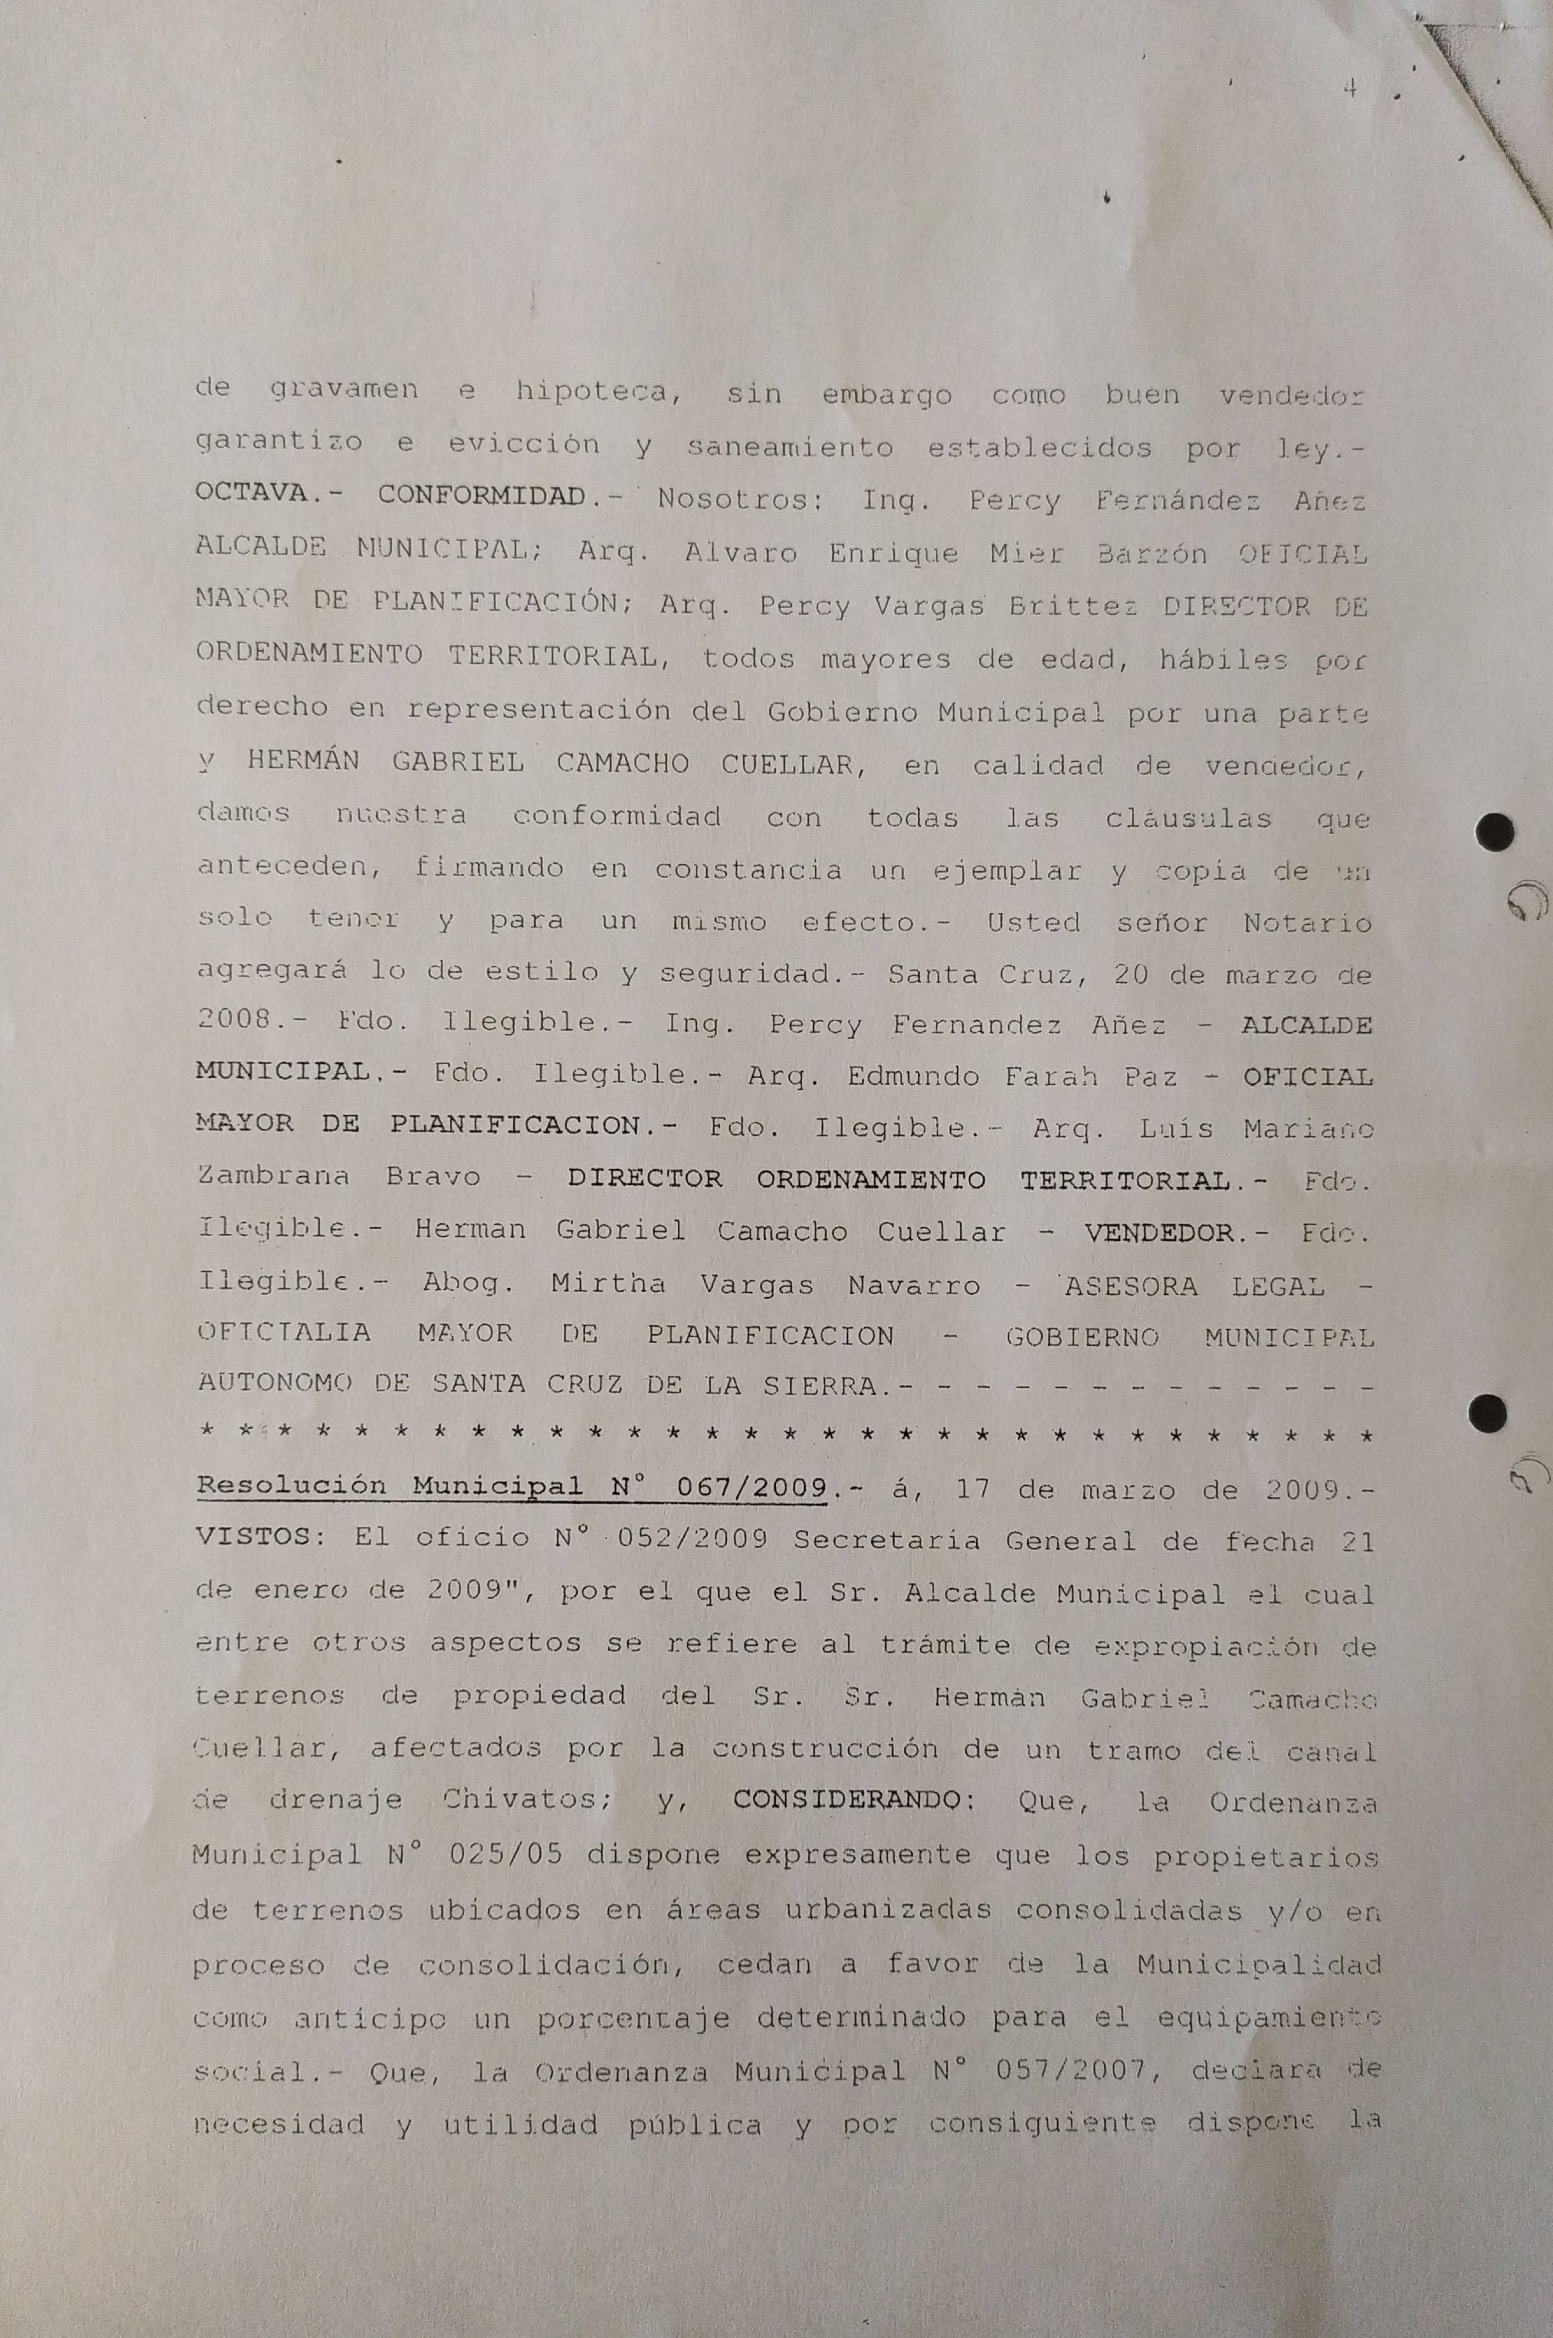 4
de gravamen e hipoteca, sin embargo como buen vendedor
garantizo e evicción y saneamiento establecidos por ley.-
OCTAVA.- CONFORMIDAD.- Nosotros: Ing. Percy Fernández Añez
ALCALDE MUNICIPAL; Arq. Alvaro Enrique Mier Barzón OFICIAL
MAYOR DE PLANIFICACIÓN; Arq. Percy Vargas Brittez DIRECTOR DE
ORDENAMIENTO TERRITORIAL, todos mayores de edad, hábiles por
derecho en representación del Gobierno Municipal por una parte
y HERMÁN GABRIEL CAMACHO CUELLAR, en calidad de vendedor,
damos nuestra conformidad con todas las cláusulas que
anteceden, firmando en constancia un ejemplar y copia de un
solo tenor y para un mismo efecto.- Usted señor Notario
agregará lo de estilo y seguridad.- Santa Cruz, 20 de marzo de
2008.- Fdo. Ilegible.- Ing. Percy Fernandez Añez - ALCALDE
MUNICIPAL.- Fdo. Ilegible.- Arq. Edmundo Farah Paz - OFICIAL
MAYOR DE PLANIFICACION.- Fdo. Ilegible.- Arq. Luís Mariano
Zambrana Bravo - DIRECTOR ORDENAMIENTO TERRITORIAL.- Fdo.
Ilegible.- Herman Gabriel Camacho Cuellar - VENDEDOR.- Fdo.
Ilegible.- Abog. Mirtha Vargas Navarro - ASESORA LEGAL -
OFICIALIA MAYOR DE PLANIFICACION - GOBIERNO MUNICIPAL
AUTONOMO DE SANTA CRUZ DE LA SIERRA.- - - - - - - - - - - - -
* * * * * * * * * * * * * * * * * * * * * * * * * * * * * * *
Resolución Municipal N° 067/2009.- á, 17 de marzo de 2009.-
VISTOS: El oficio N° 052/2009 Secretaria General de fecha 21
de enero de 2009", por el que el Sr. Alcalde Municipal el cual
entre otros aspectos se refiere al trámite de expropiación de
terrenos de propiedad del Sr. Sr. Hermán Gabriel Camacho
Cuellar, afectados por la construcción de un tramo del canal
de drenaje Chivatos; y, CONSIDERANDO: Que, la Ordenanza
Municipal N° 025/05 dispone expresamente que los propietarios
de terrenos ubicados en áreas urbanizadas consolidadas y/o en
proceso de consolidación, cedan a favor de la Municipalidad
como anticipo un porcentaje determinado para el equipamiento
social.- Que, la Ordenanza Municipal N° 057/2007, declara de
necesidad y utilidad pública y por consiguiente dispone la